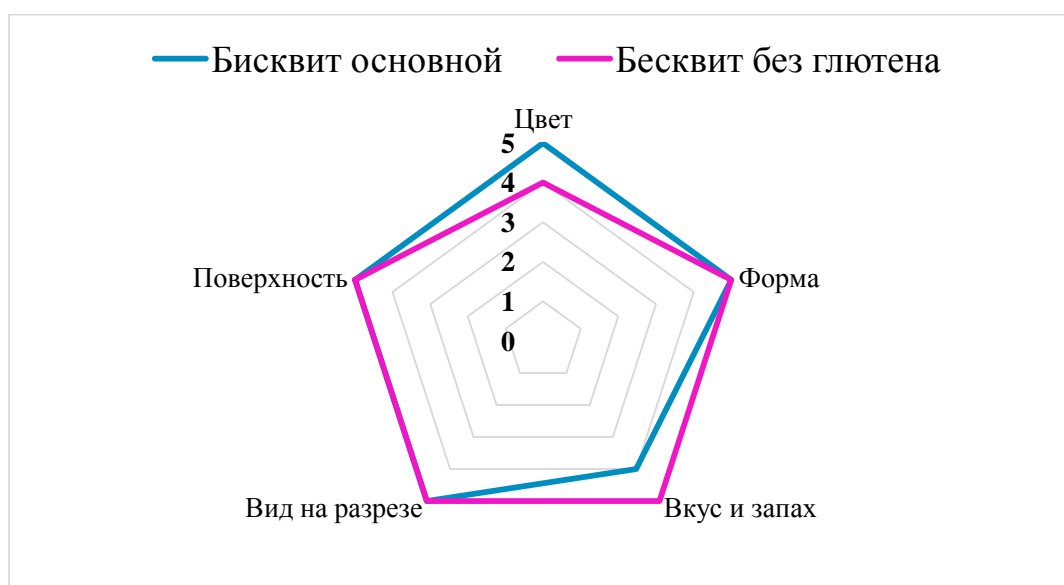 Бисквит основной
Бесквит без глютена
Цвет
5
4
3
2
1
0
Поверхность
Форма
Вид на разрезе
Вкус и запах